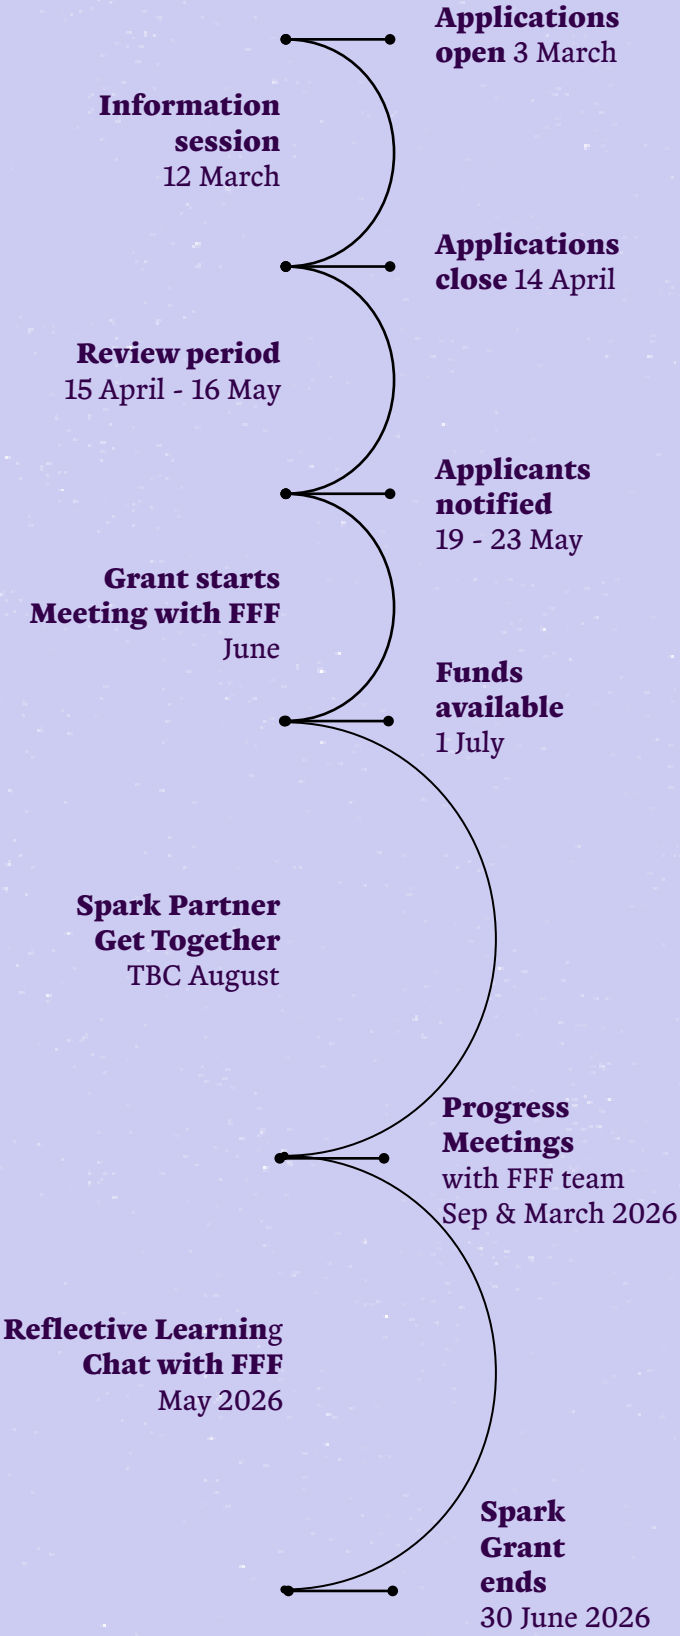 Applications
open 3 March
Information
session
12 March
Applications
close 14 April
Review period
15 April - 16 May
Applicants
notified
19 - 23 May
Grant starts
Meeting with FFF
June
Funds
available
1 July
Spark Partner
Get Together
TBC August
Progress
Meetings
with FFF team
Sep & March 2026
Reflective Learning
Chat with FFF
May 2026
Spark
Grant
ends
30 June 2026